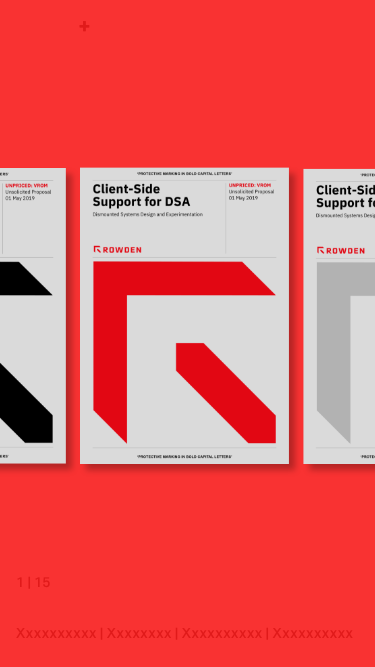 +
'PROTECTIVE MARKING IN BOLD CAPITAL LETTERS'
UNPRICED: VROM
Unsolicited Proposal
01 May 2019
Client-Side
Support for DSA
Dismounted Systems Design and Experimentation
UNPRICED: VROM
Unsolicited Proposal
01 May 2019
Client-Sid
Support fo
Dismounted Systems Desig
ROWDEN
ROWDEN
'PROTECTIVE MARKING IN BOLD CAPITAL LETTERS'
1 | 15
Xxxxxxxxxx | Xxxxxxxx | Xxxxxxxxxx | Xxxxxxxxxx